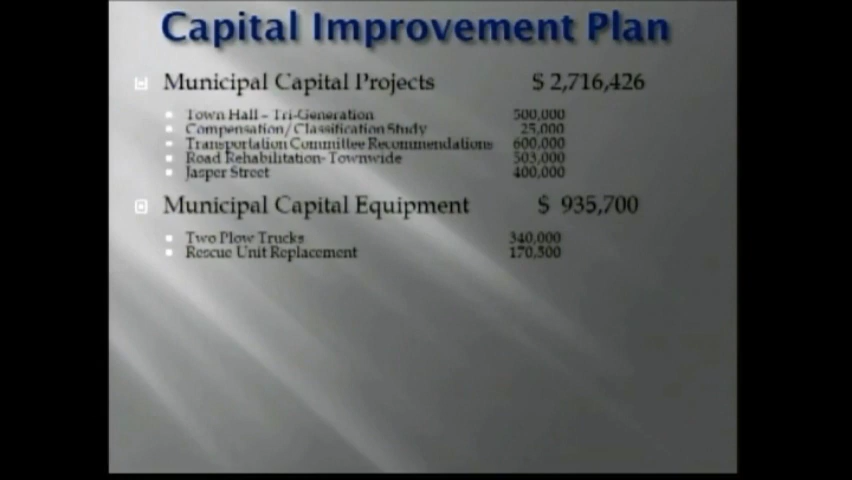 Capital Improvement Plan
Municipal Capital Projects $ 2,716,426
Town Hall – Tri-Generation 500,000
Compensation/Classification Study 25,000
Transportation Committee Recommendations 600,000
Road Rehabilitation- Townwide 503,000
Jasper Street 400,000
Municipal Capital Equipment $ 935,700
Two Plow Trucks 340,000
Rescue Unit Replacement 170,500